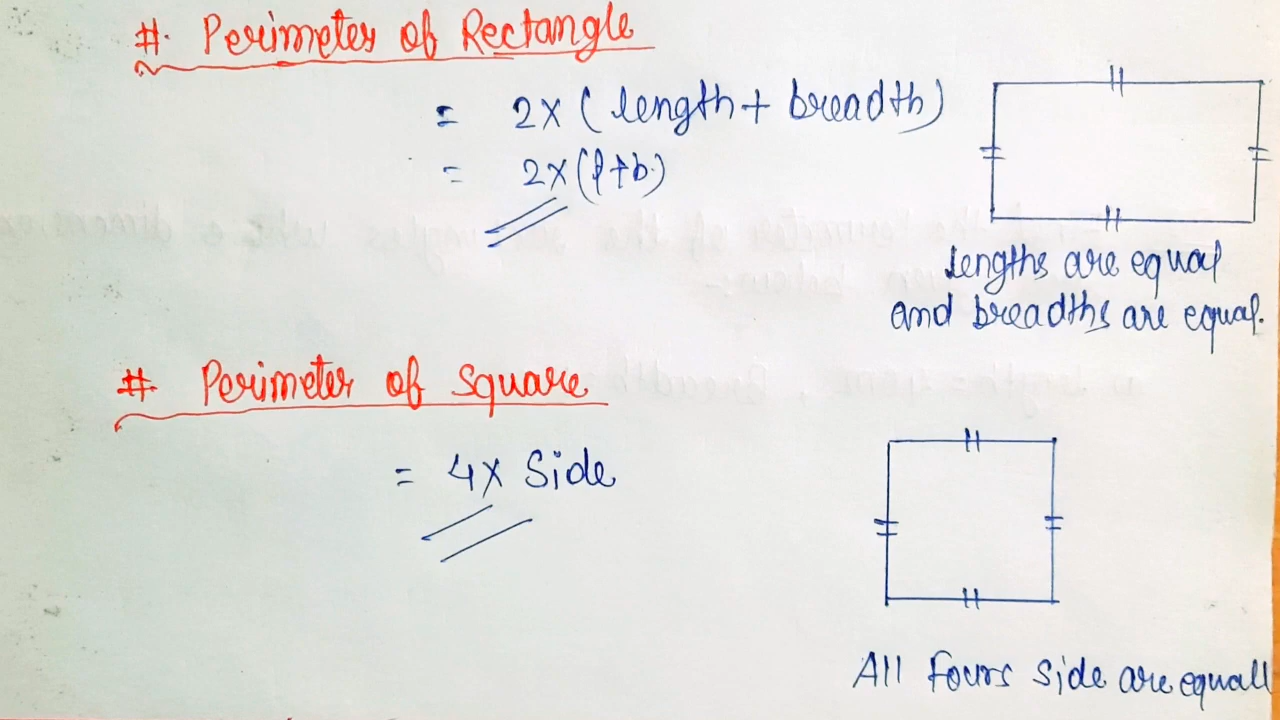 #. Perimeter of Rectangle
= 2x (length + breadth)
= 2x (l+b)
lengths are equal
and breadths are equal.
#. Perimeter of square
= 4x Side
All fours side are equall